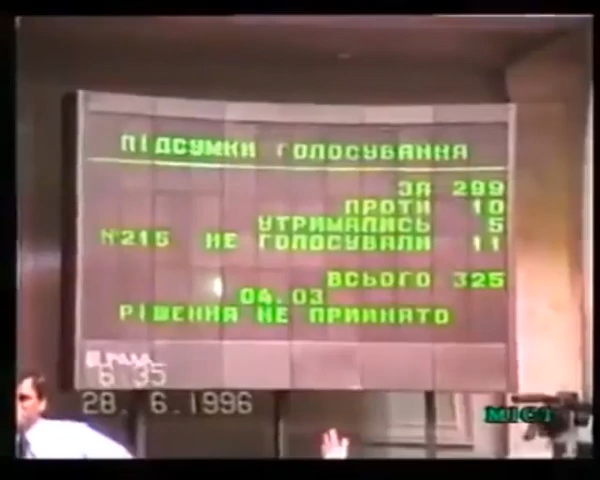 ПІДСУМКИ ГОЛОСУВАННЯ
ЗА 299
ПРОТИ 10
УТРИМАЛИСЬ 5
№215 НЕ ГОЛОСУВАЛИ 11
ВСЬОГО 325
04.03
РІШЕННЯ НЕ ПРИЙНЯТО
6:35
28. 6.1996
МІСТ